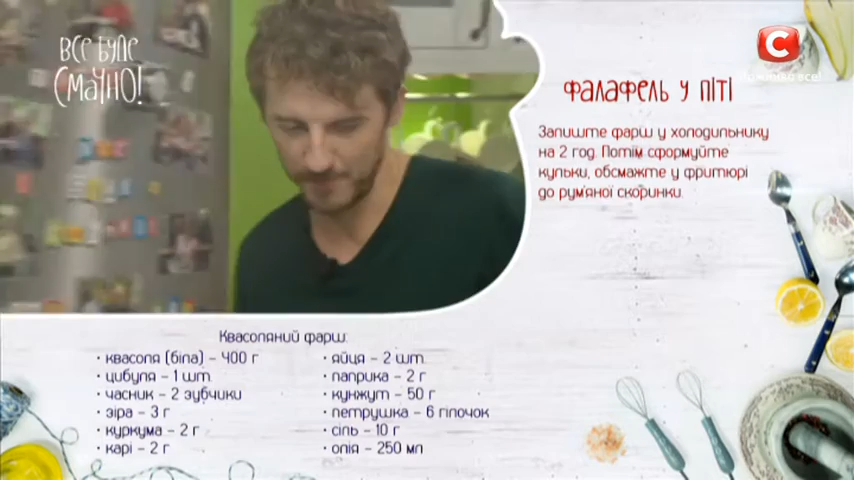 ВСЕ БУДЕ
СМАЧНО!
ФАЛАФЕЛЬ У ПІТІ
Запиште фарш у холодильнику
на 2 год. Потім сформуйте
кульки, обсмажте у фритюрі
до рум'яної скоринки.
Квасоляний фарш:
• квасоля (біла) – 400 г
• цибуля – 1 шт.
• часник – 2 зубчики
• зіра – 3 г
• куркума – 2 г
• карі – 2 г
• яйця – 2 шт.
• паприка – 2 г
• кунжут – 50 г
• петрушка – 6 гілочок
• сіль – 10 г
• олія – 250 мл